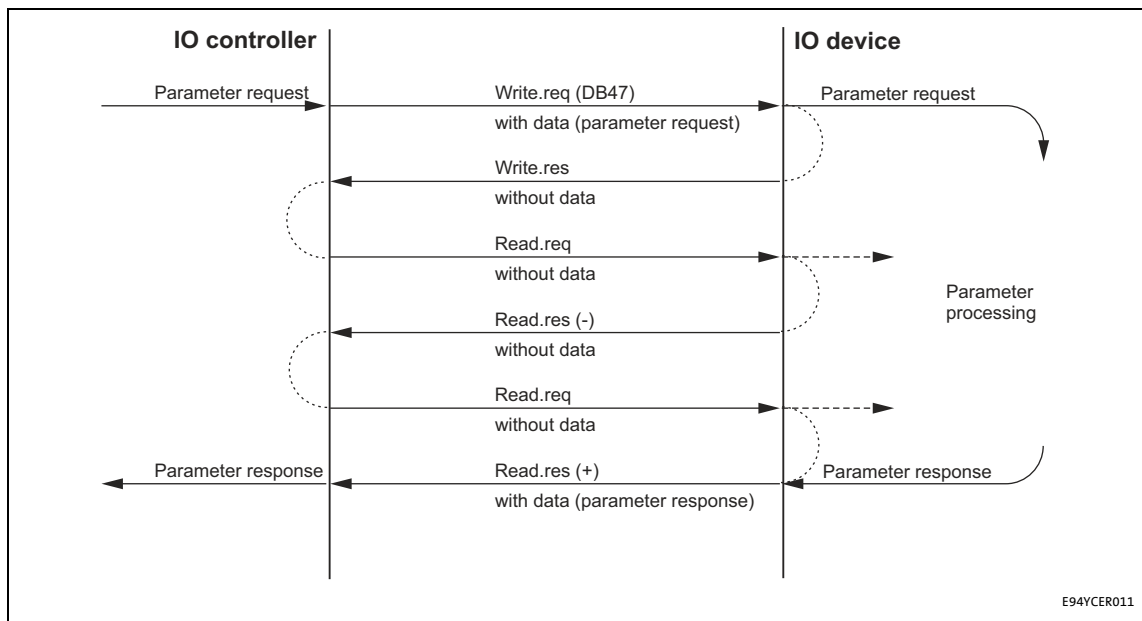 IO controller
IO device
Parameter request
Write.req (DB47)
Parameter request
with data (parameter request)
Write.res
without data
Read.req
without data
Parameter
processing
Read.res (-)
without data
Read.req
without data
Parameter response
Read.res (+)
Parameter response
with data (parameter response)
E94YCER011